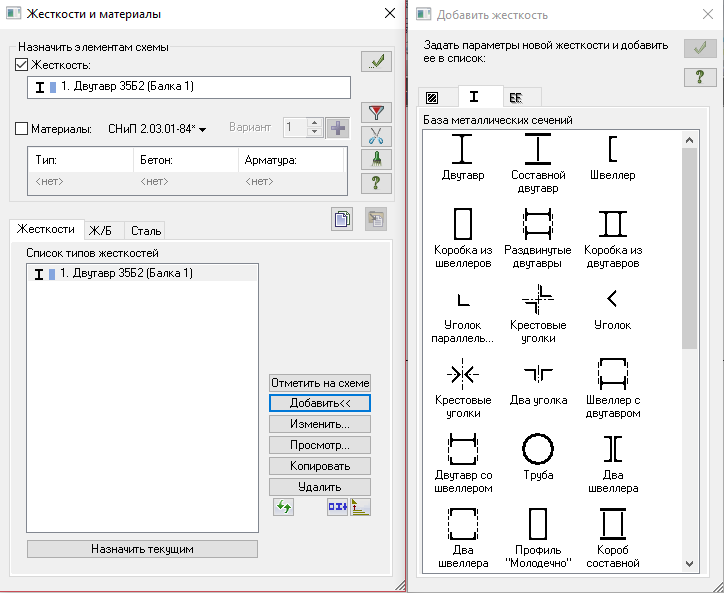 Жесткости и материалы
Назначить элементам схемы
Жесткость:
1. Двутавр 35Б2 (Балка 1)
Материалы:
СНиП 2.03.01-84*
Вариант
1
Тип:
Бетон:
Арматура:
<нет>
<нет>
<нет>
?
Жесткости
Ж/Б
Сталь
Список типов жесткостей
1. Двутавр 35Б2 (Балка 1)
Отметить на схеме
Добавить<<
Изменить...
Просмотр...
Копировать
Удалить
Назначить текущим
Добавить жесткость
Задать параметры новой жесткости и добавить
ее в список:
?
База металлических сечений
Двутавр
Составной
двутавр
Швеллер
Коробка из
швеллеров
Раздвинутые
двутавры
Коробка из
двутавров
Уголок
параллель...
Крестовые
уголки
Уголок
Крестовые
уголки
Два уголка
Швеллер с
двутавром
Двутавр со
швеллером
Труба
Два
швеллера
Два
швеллера
Профиль
"Молодечно"
Короб
составной